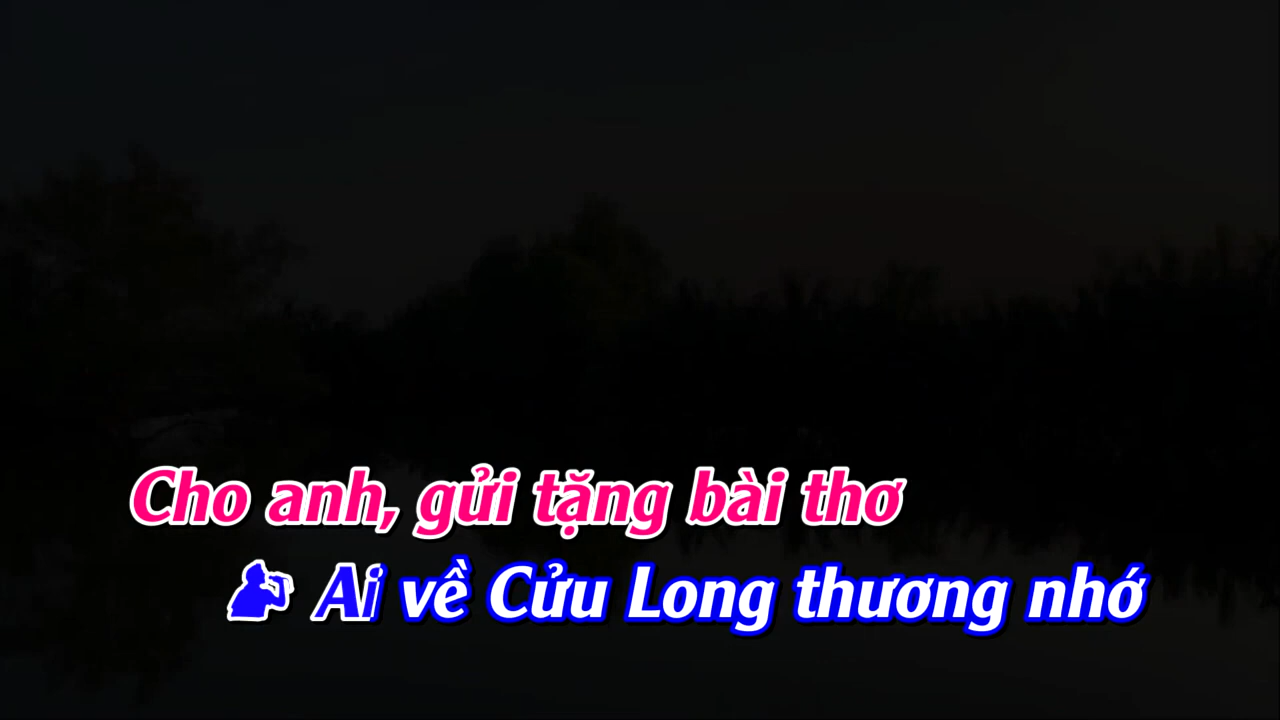 Cho anh, gửi tặng bài thơ
Ai về Cửu Long thương nhớ